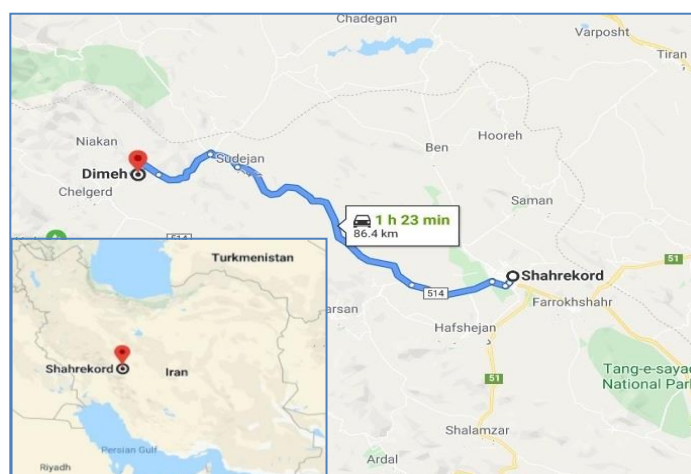 Chadegan
Varposht
Tiran
Niakan
Dimeh
Chelgerd
Sudejan
Ben
Hooreh
Saman
1 h 23 min
86.4 km
Shahrekord
51
514
Farrokhshahr
arsan
Hafshejan
51
Shalamzar
Ardal
Tang-e-sayad
National Park
514
Turkmenistan
Shahrekord
Iran
Persian Gulf
Riyadh